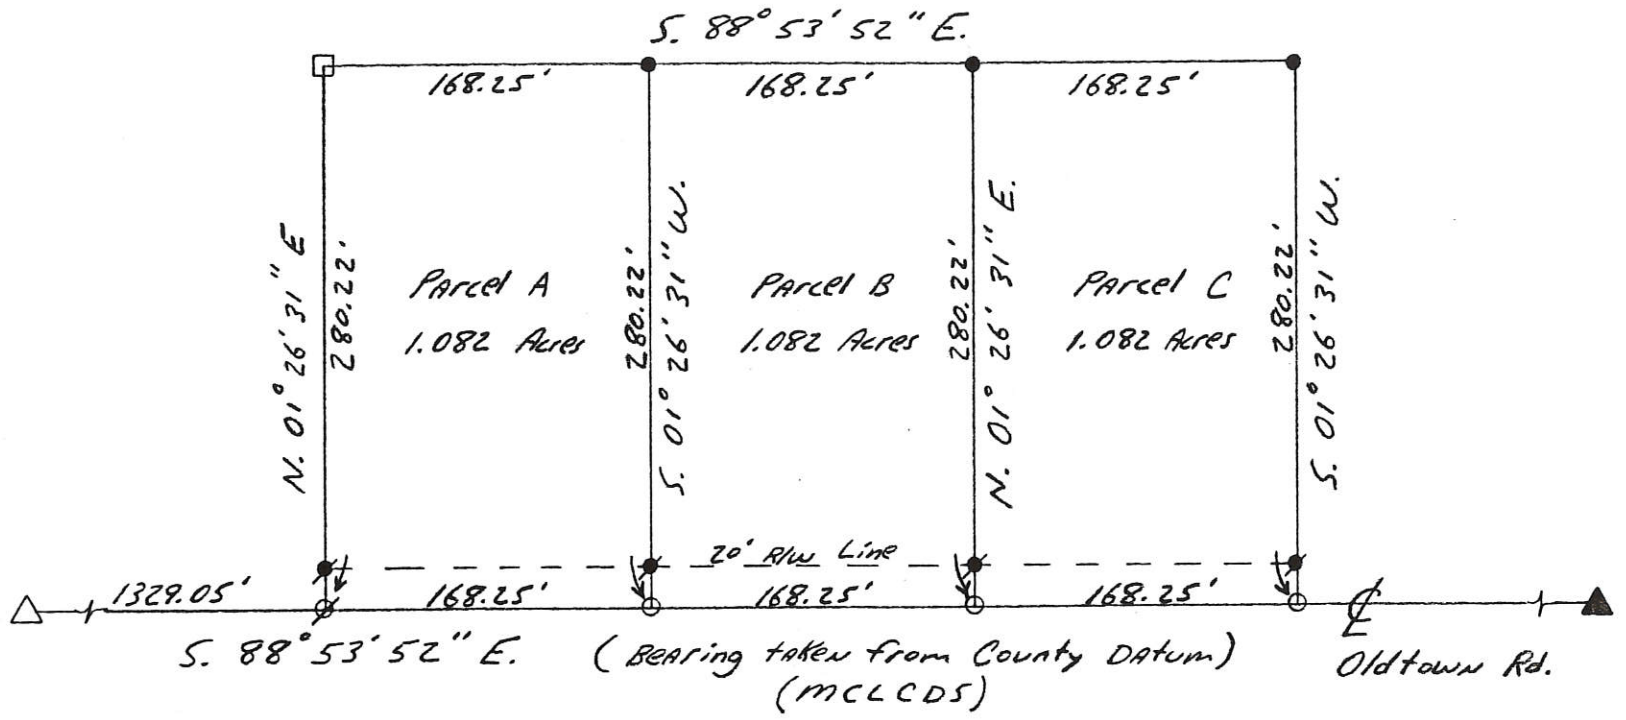 S. 88° 53' 52" E.
168.25'
168.25'
168.25'
N. 01° 26' 31" E
280.22'
Parcel A
1.082 Acres
280.22'
S. 01° 26' 31" W.
Parcel B
1.082 Acres
280.22'
N. 01° 26' 31" E.
Parcel C
1.082 Acres
280.22'
S. 01° 26' 31" W.
20' R/W Line
1329.05'
168.25'
168.25'
168.25'
℄
S. 88° 53' 52" E.
(Bearing taken from County Datum)
(MCLCDS)
Oldtown Rd.